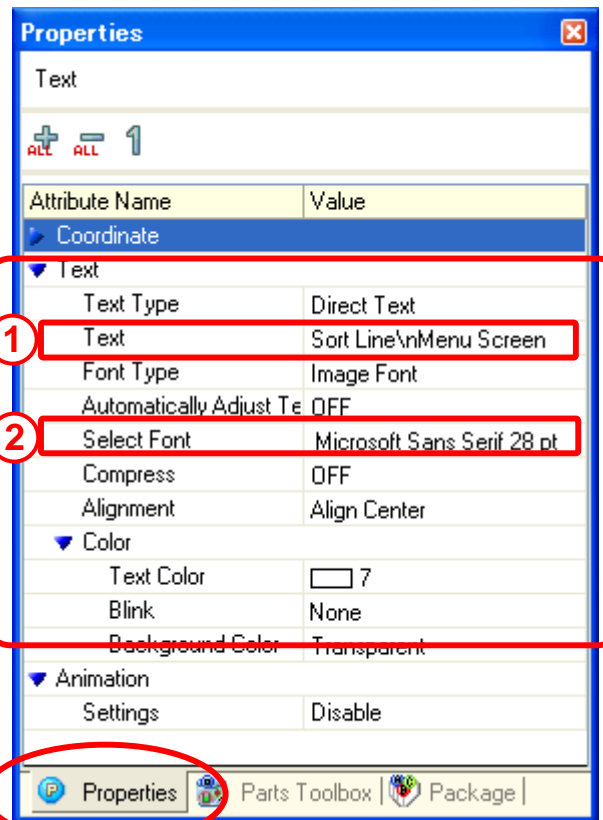 Properties
Text
ALL ALL 1
Attribute Name Value
Coordinate
Text
Text Type Direct Text
1 Text Sort Line\nMenu Screen
Font Type Image Font
Automatically Adjust Te OFF
2 Select Font Microsoft Sans Serif 28 pt
Compress OFF
Alignment Align Center
Color
Text Color 7
Blink None
Background Color Transparent
Animation
Settings Disable
P Properties Parts Toolbox Package